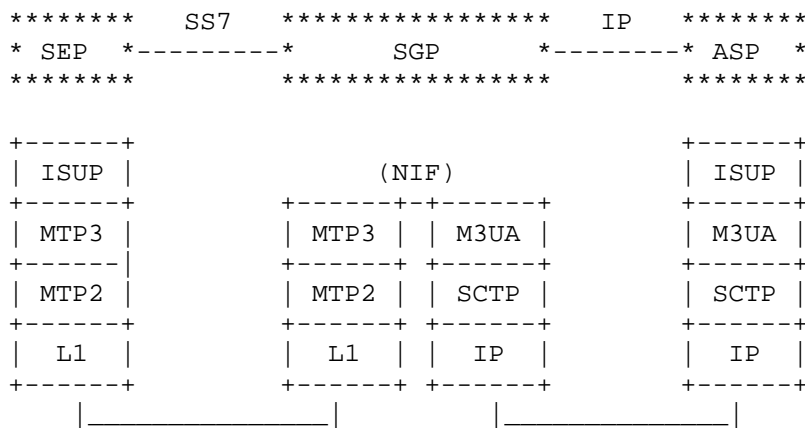 ********   SS7   *****************   IP   ********
* SEP  *---------*      SGP      *--------* ASP  *
********         *****************        ********
+------+                                  +------+
| ISUP |               (NIF)              | ISUP |
+------+         +------+-+------+        +------+
| MTP3 |         | MTP3 | | M3UA |        | M3UA |
+------|         +------+ +------+        +------+
| MTP2 |         | MTP2 | | SCTP |        | SCTP |
+------+         +------+ +------+        +------+
|  L1  |         |  L1  | |  IP  |        |  IP  |
+------+         +------+ +------+        +------+
    |_______________|         |______________|